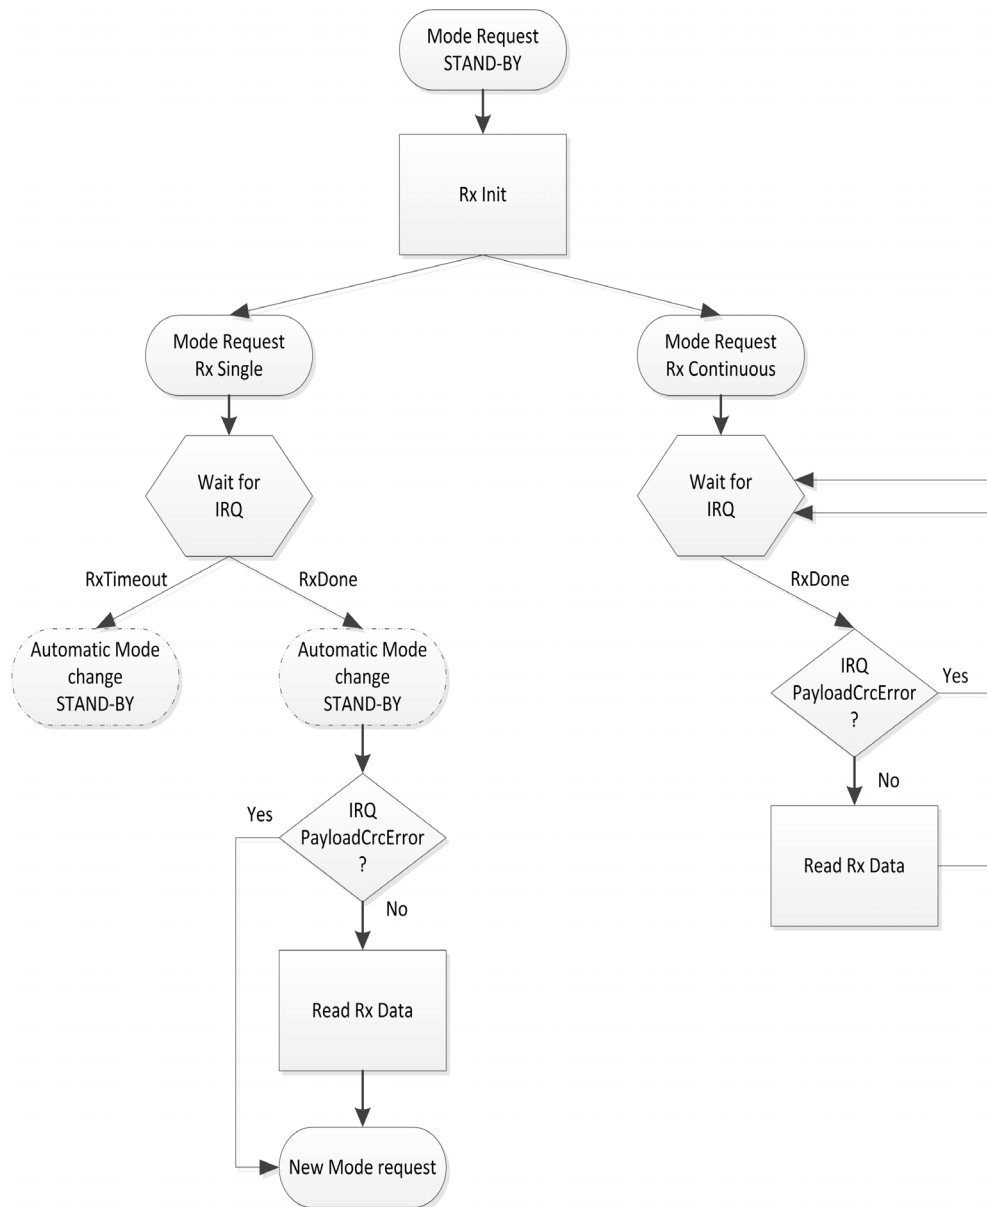 Mode Request
STAND-BY
Rx Init
Mode Request
Rx Single
Mode Request
Rx Continuous
Wait for
IRQ
Wait for
IRQ
RxTimeout
RxDone
RxDone
Automatic Mode
change
STAND-BY
Automatic Mode
change
STAND-BY
IRQ
PayloadCrcError
?
Yes
No
Read Rx Data
Yes
IRQ
PayloadCrcError
?
No
Read Rx Data
New Mode request